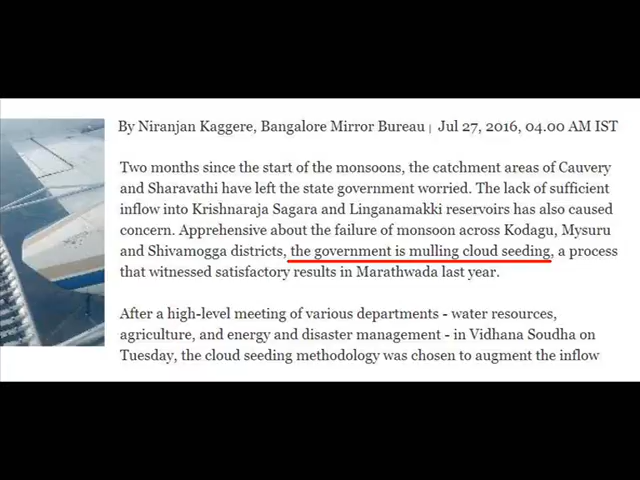 By Niranjan Kaggere, Bangalore Mirror Bureau | Jul 27, 2016, 04.00 AM IST
Two months since the start of the monsoons, the catchment areas of Cauvery
and Sharavathi have left the state government worried. The lack of sufficient
inflow into Krishnaraja Sagara and Linganamakki reservoirs has also caused
concern. Apprehensive about the failure of monsoon across Kodagu, Mysuru
and Shivamogga districts, the government is mulling cloud seeding, a process
that witnessed satisfactory results in Marathwada last year.
After a high-level meeting of various departments - water resources,
agriculture, and energy and disaster management - in Vidhana Soudha on
Tuesday, the cloud seeding methodology was chosen to augment the inflow